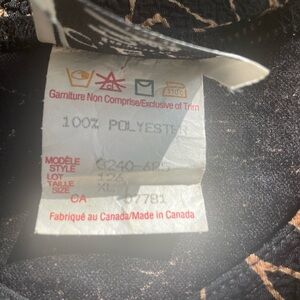 Garniture Non Comprise/Exclusive of Trim
100% POLYESTER
MODÈLE
STYLE
LOT
TAILLE
SIZE XL
CA 07781
Fabriqué au Canada/Made in Canada